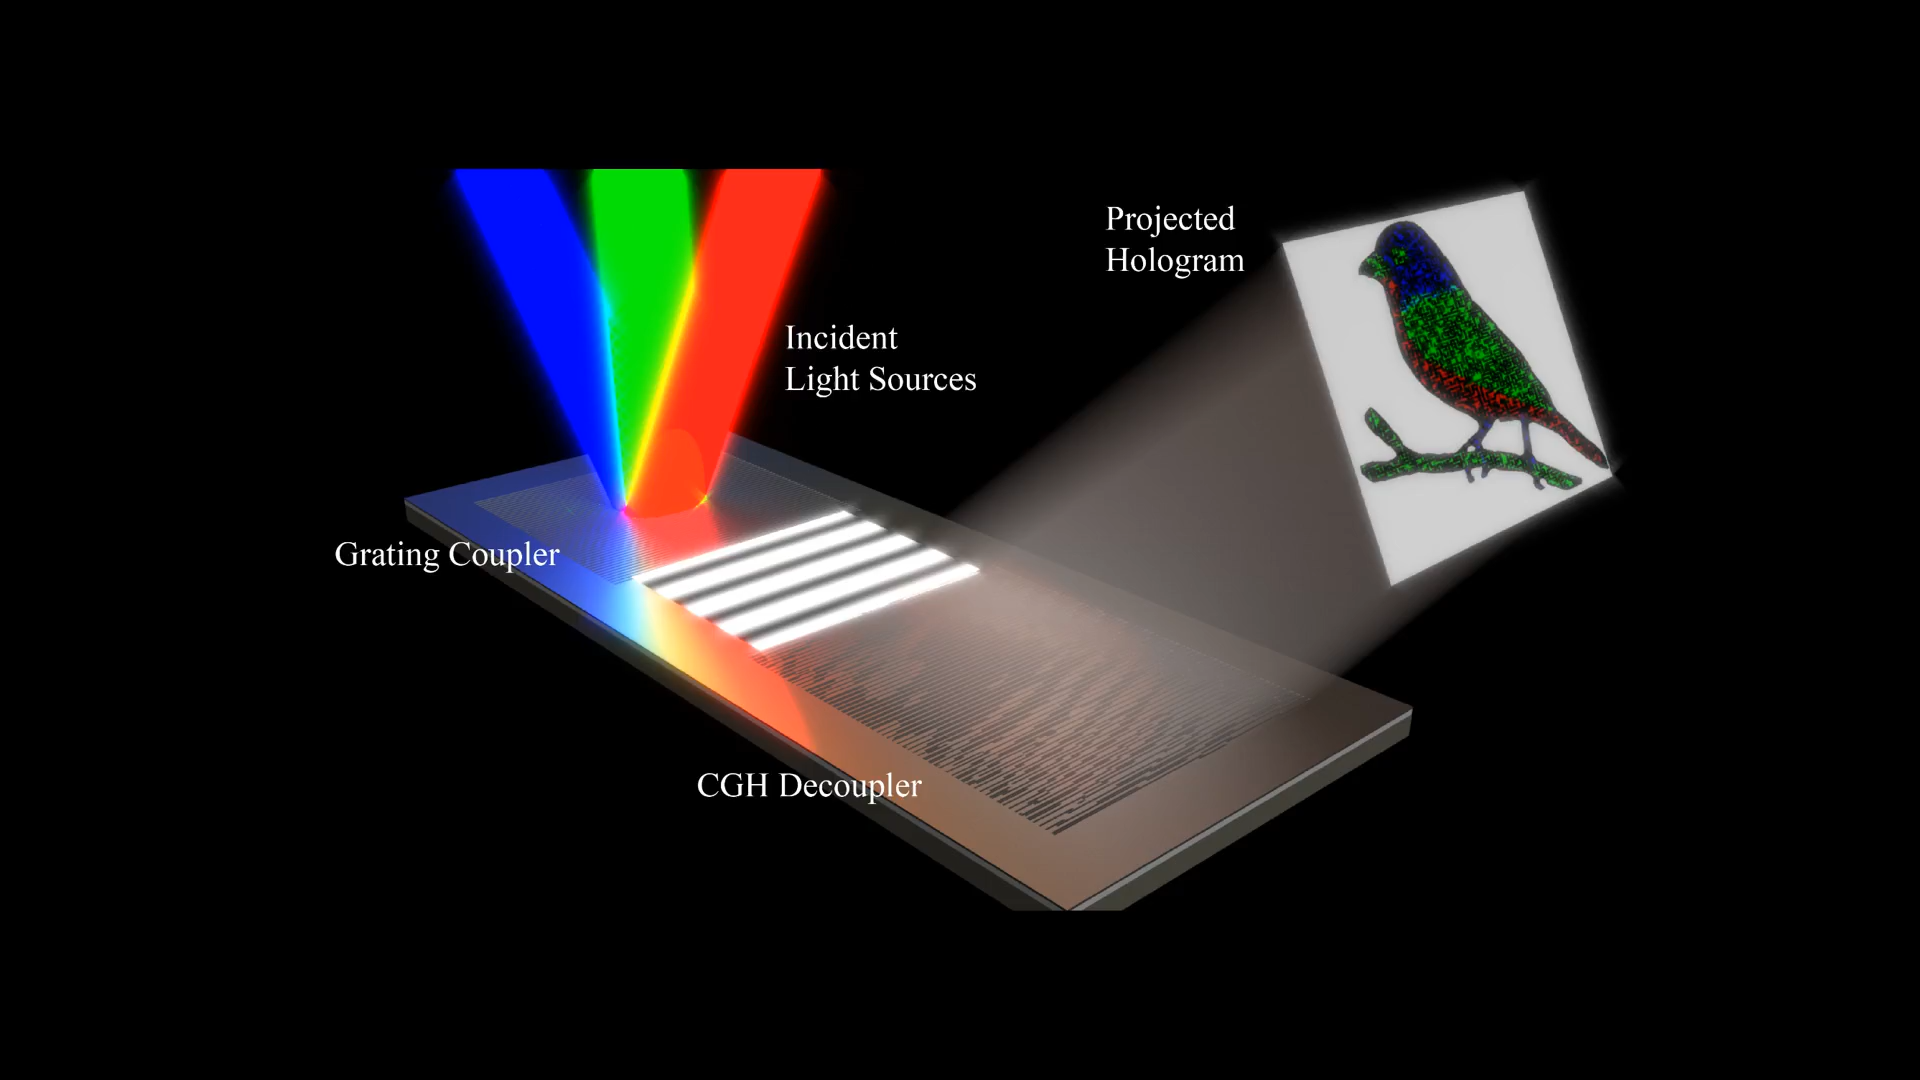 Projected
Hologram
Incident
Light Sources
Grating Coupler
CGH Decoupler